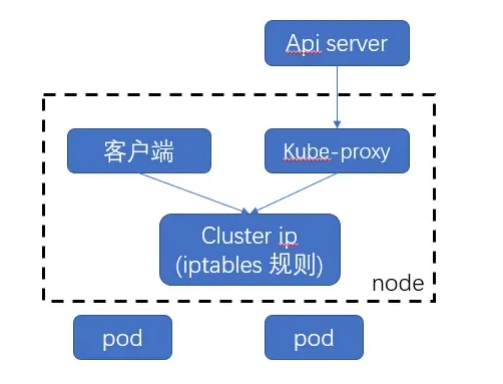 Api server
客户端
Kube-proxy
Cluster ip
(iptables 规则)
node
pod
pod